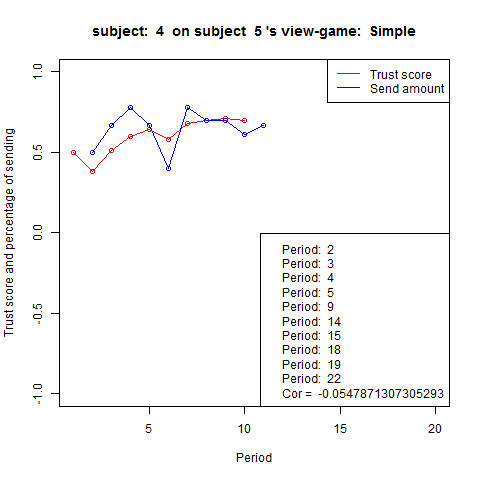 subject:  4  on subject  5 's view-game:  Simple
Trust score
Send amount
Trust score and percentage of sending
1.0
0.5
0.0
-0.5
-1.0
Period:  2
Period:  3
Period:  4
Period:  5
Period:  9
Period:  14
Period:  15
Period:  18
Period:  19
Period:  22
Cor =  -0.0547871307305293
5 10 15 20
Period